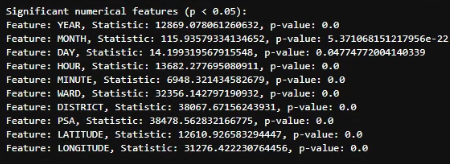 Significant numerical features (p < 0.05):
Feature: YEAR, Statistic: 12869.078061260632, p-value: 0.0
Feature: MONTH, Statistic: 115.93579334134652, p-value: 5.371068151217956e-22
Feature: DAY, Statistic: 14.199319567915548, p-value: 0.04774772004140339
Feature: HOUR, Statistic: 13682.277695080911, p-value: 0.0
Feature: MINUTE, Statistic: 6948.321434582679, p-value: 0.0
Feature: WARD, Statistic: 32356.142797190932, p-value: 0.0
Feature: DISTRICT, Statistic: 38067.67156243931, p-value: 0.0
Feature: PSA, Statistic: 38478.562832166775, p-value: 0.0
Feature: LATITUDE, Statistic: 12610.926583294447, p-value: 0.0
Feature: LONGITUDE, Statistic: 31276.422230764456, p-value: 0.0